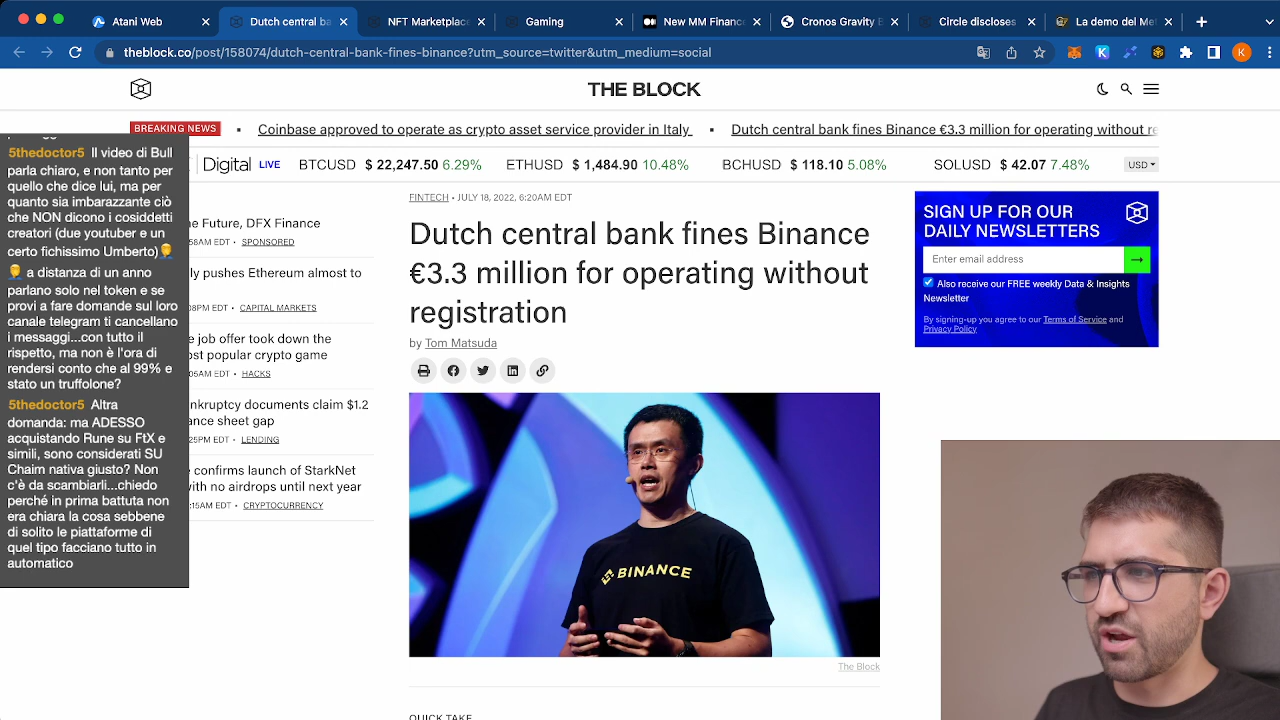 Atani Web
Dutch central ba
NFT Marketplac
Gaming
New MM Financ
Cronos Gravity B
Circle discloses
La demo del Me
theblock.co/post/158074/dutch-central-bank-fines-binance?utm_source=twitter&utm_medium=social
K
THE BLOCK
BREAKING NEWS
Coinbase approved to operate as crypto asset service provider in Italy
Dutch central bank fines Binance €3.3 million for operating without re
Digital LIVE
BTCUSD $ 22,247.50 6.29%
ETHUSD $ 1,484.90 10.48%
BCHUSD $ 118.10 5.08%
SOLUSD $ 42.07 7.48%
USD
5thedoctor5 Il video di Bull
parla chiaro, e non tanto per
quello che dice lui, ma per
quanto sia imbarazzante ciò
che NON dicono i cosiddetti
creatori (due youtuber e un
certo fichissimo Umberto)
a distanza di un anno
parlano solo nel token e se
provi a fare domande sul loro
canale telegram ti cancellano
i messaggi...con tutto il
rispetto, ma non è l'ora di
rendersi conto che al 99% e
stato un truffolone?
5thedoctor5 Altra
domanda: ma ADESSO
acquistando Rune su FtX e
simili, sono considerati SU
Chaim nativa giusto? Non
c'è da scambiarli...chiedo
perché in prima battuta non
era chiara la cosa sebbene
di solito le piattaforme di
quel tipo facciano tutto in
automatico
e Future, DFX Finance
58AM EDT • SPONSORED
ly pushes Ethereum almost to
08PM EDT • CAPITAL MARKETS
e job offer took down the
ost popular crypto game
05AM EDT • HACKS
nkruptcy documents claim $1.2
ance sheet gap
25PM EDT • LENDING
confirms launch of StarkNet
with no airdrops until next year
:15AM EDT • CRYPTOCURRENCY
FINTECH • JULY 18, 2022, 6:20AM EDT
Dutch central bank fines Binance
€3.3 million for operating without
registration
by Tom Matsuda
BINANCE
The Block
QUICK TAKE
SIGN UP FOR OUR
DAILY NEWSLETTERS
Enter email address
Also receive our FREE weekly Data & Insights
Newsletter
By signing-up you agree to our Terms of Service and
Privacy Policy